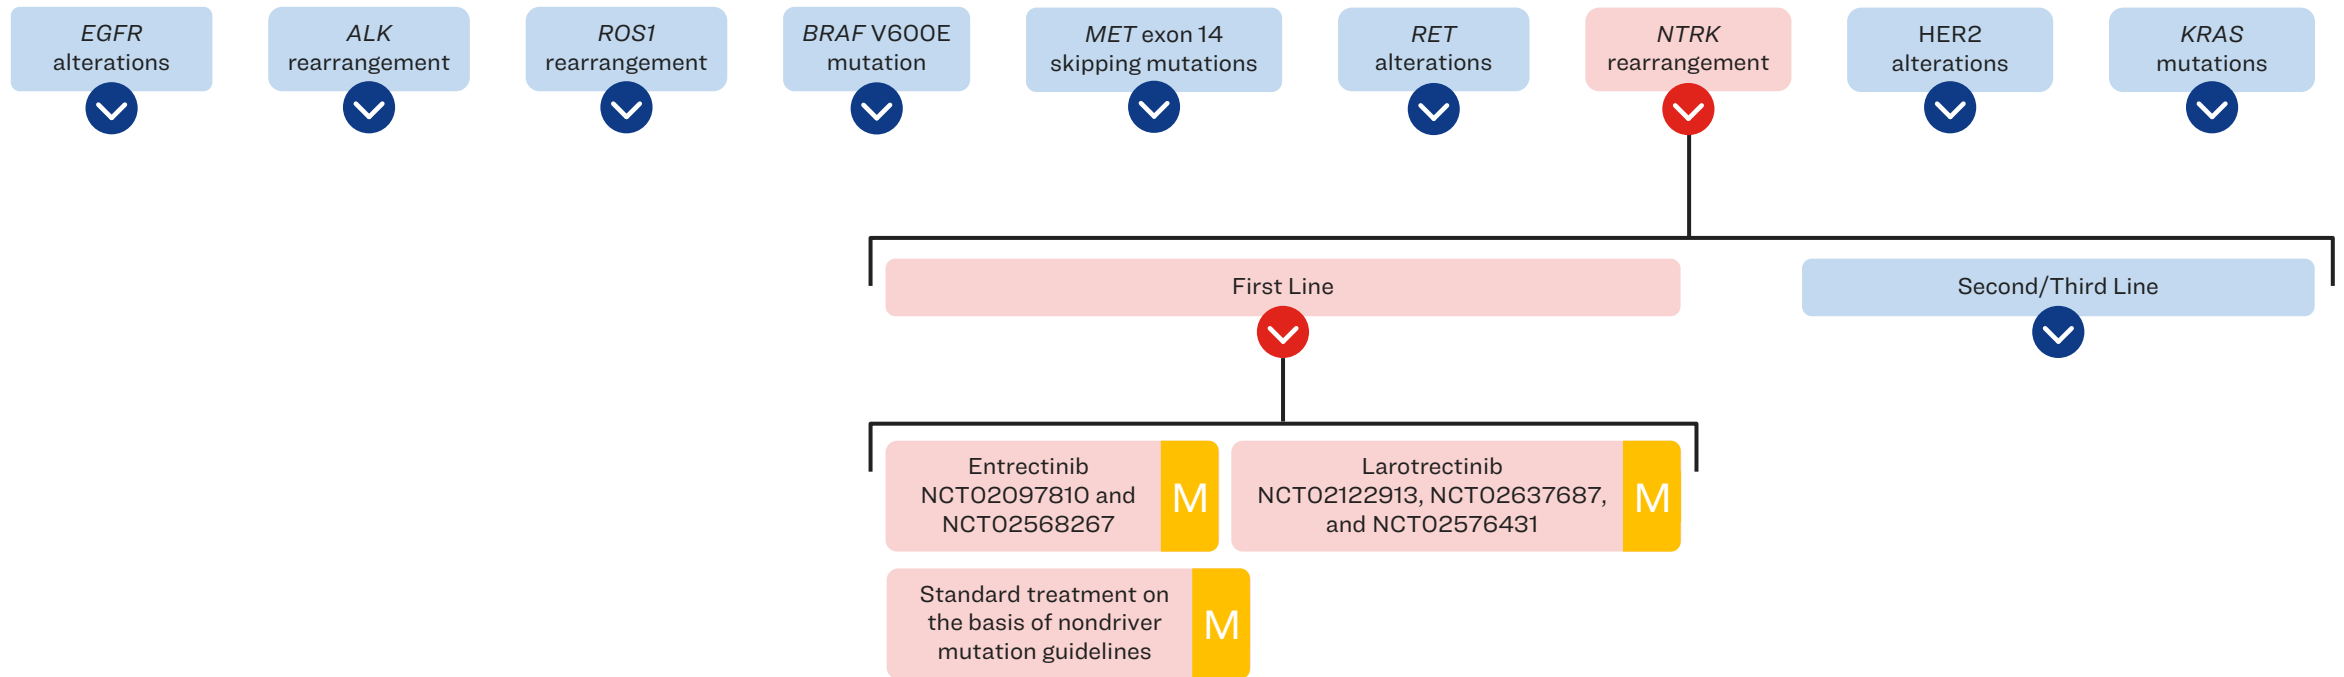 EGFR
alterations
ALK
rearrangement
ROS1
rearrangement
BRAF V600E
mutation
MET exon 14
skipping mutations
RET
alterations
NTRK
rearrangement
HER2
alterations
KRAS
mutations
First Line
Second/Third Line
Entrectinib
NCT02097810 and
NCT02568267
M
Larotrectinib
NCT02122913, NCT02637687,
and NCT02576431
M
Standard treatment on
the basis of nondriver
mutation guidelines
M